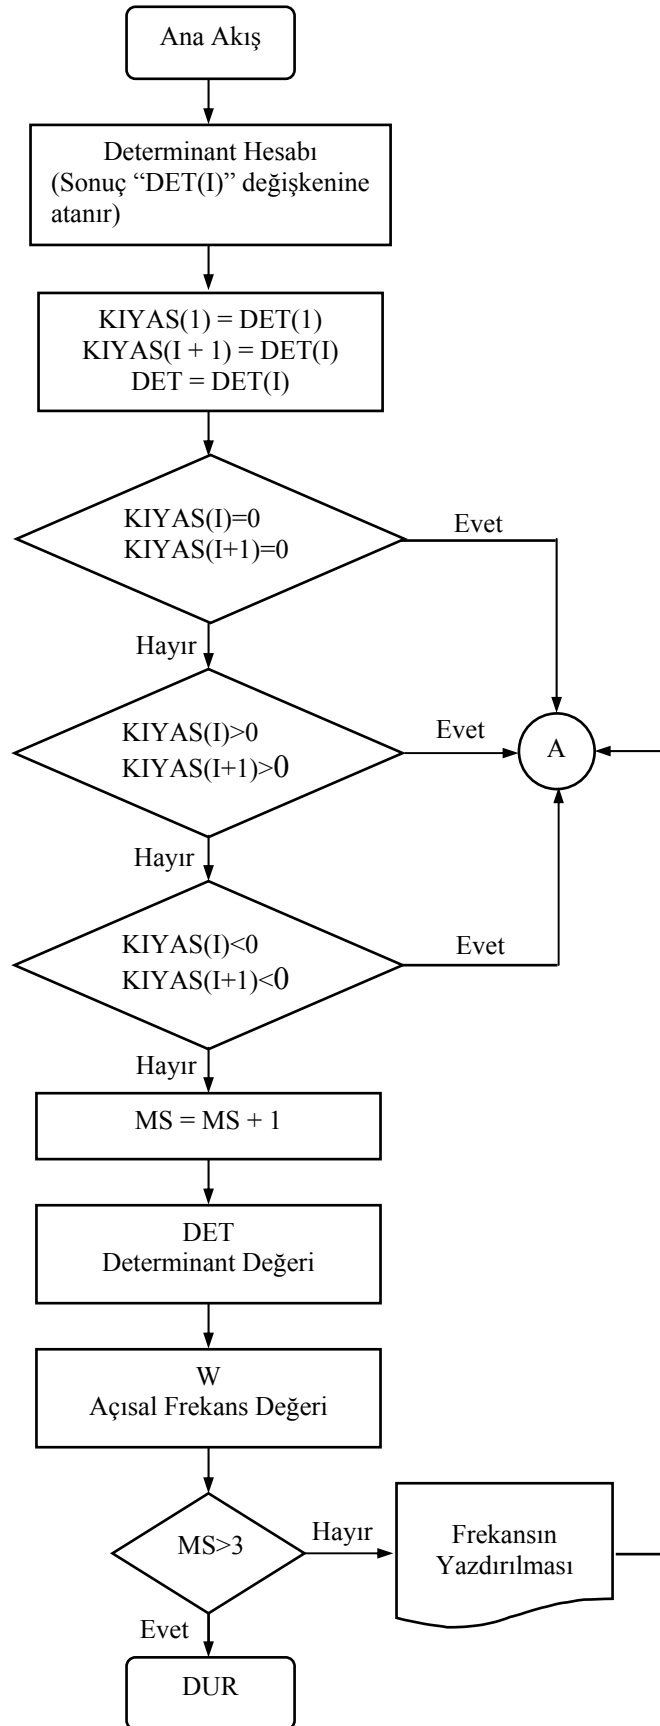 Ana Akış
Determinant Hesabı
(Sonuç “DET(I)” değişkenine
atanır)
KIYAS(1) = DET(1)
KIYAS(I + 1) = DET(I)
DET = DET(I)
KIYAS(I)=0
KIYAS(I+1)=0
Evet
Hayır
KIYAS(I)>0
KIYAS(I+1)>0
Evet
A
Hayır
KIYAS(I)<0
KIYAS(I+1)<0
Evet
Hayır
MS = MS + 1
DET
Determinant Değeri
W
Açısal Frekans Değeri
MS>3
Hayır
Frekansın
Yazdırılması
Evet
DUR